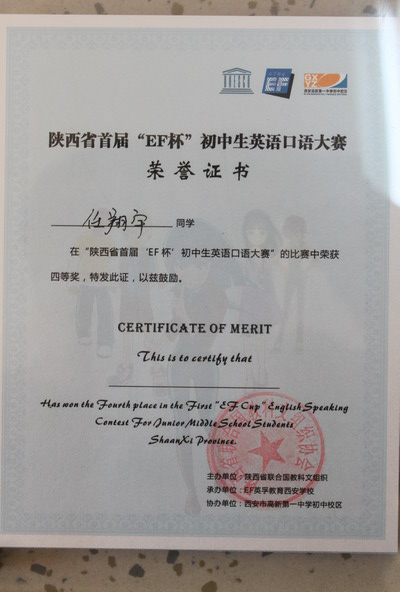 陕西省首届“EF杯”初中生英语口语大赛
荣誉证书
任翔宇 同学
在“陕西省首届‘EF杯’初中生英语口语大赛”的比赛中荣获
四等奖，特发此证，以兹鼓励。
CERTIFICATE OF MERIT
This is to certify that
Has won the Fourth place in the First "EF Cup" English Speaking
Contest For Junior Middle School Students
ShaanXi Province.
主办单位：陕西省联合国教科文组织
承办单位：EF英孚教育西安学校
协办单位：西安市高新第一中学初中校区